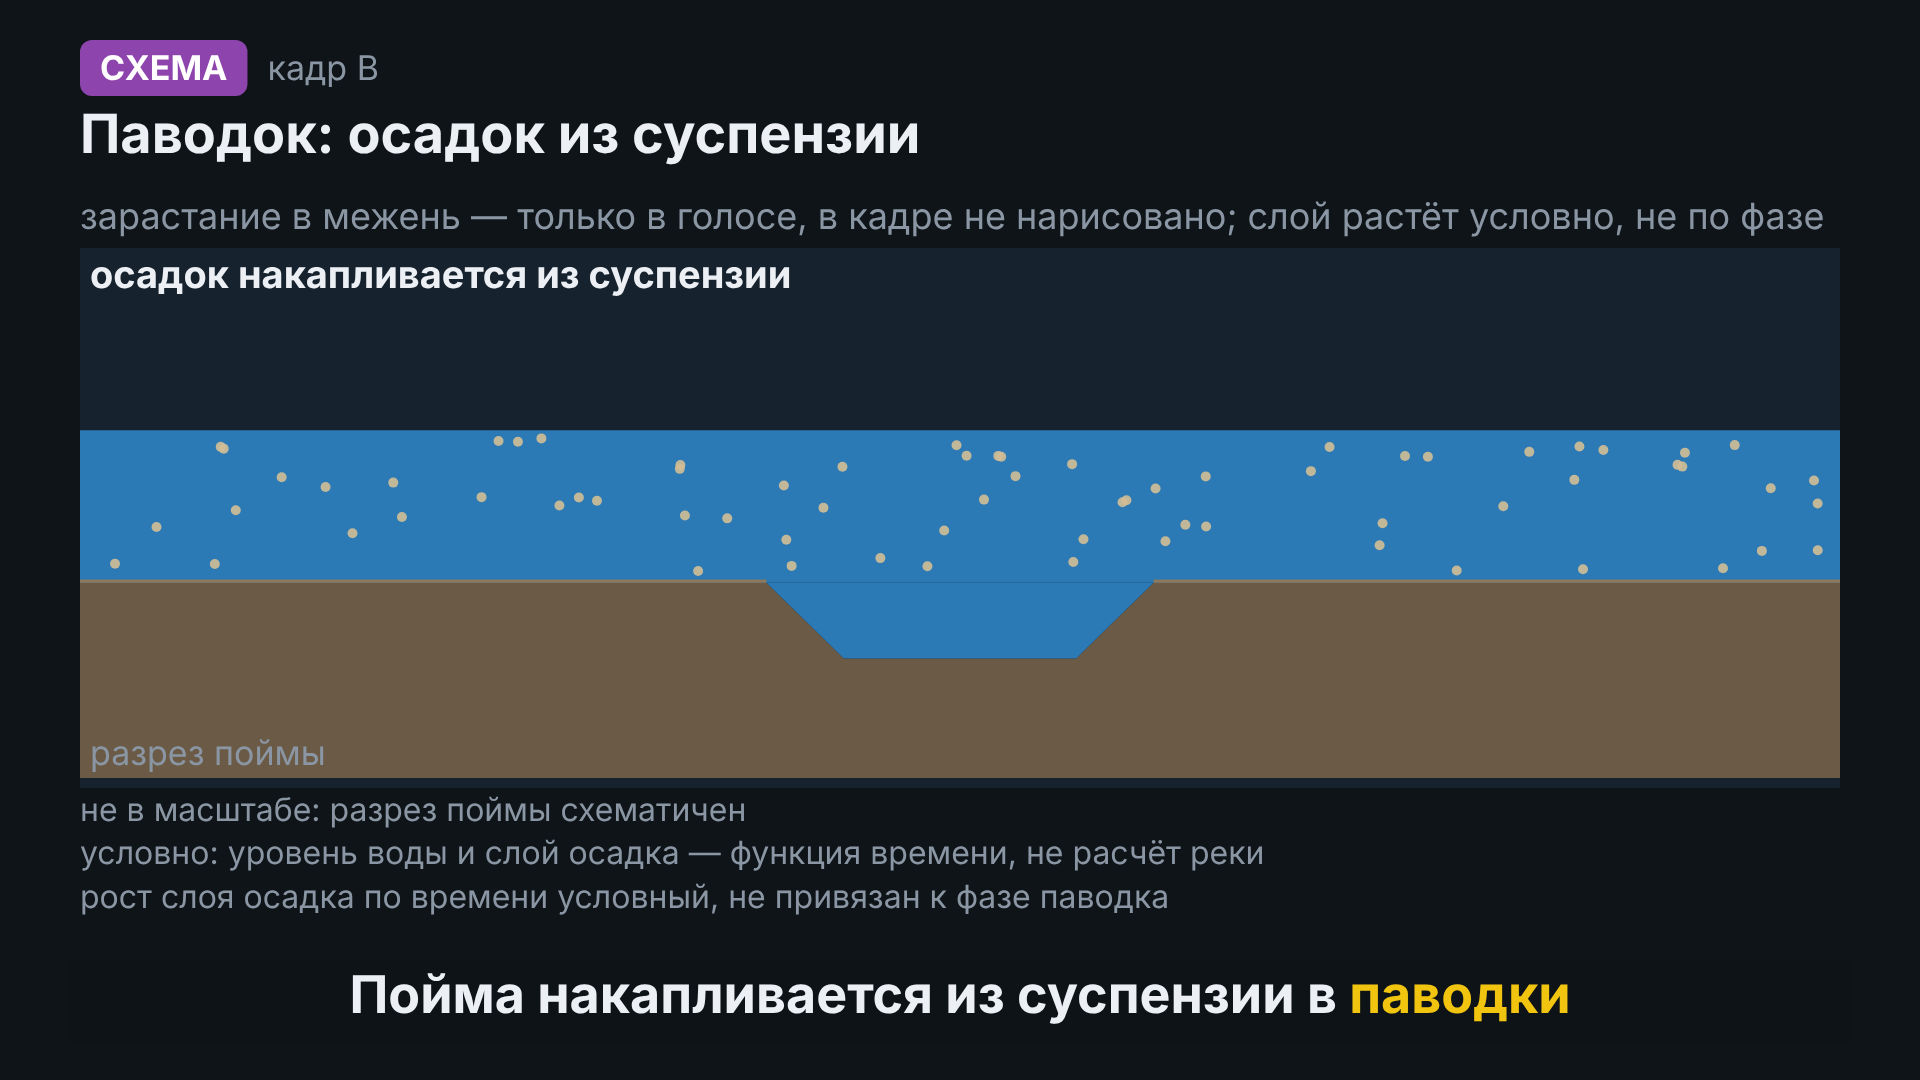 СХЕМА кадр B
Паводок: осадок из суспензии
зарастание в межень — только в голосе, в кадре не нарисовано; слой растёт условно, не по фазе
осадок накапливается из суспензии
разрез поймы
не в масштабе: разрез поймы схематичен
условно: уровень воды и слой осадка — функция времени, не расчёт реки
рост слоя осадка по времени условный, не привязан к фазе паводка
Пойма накапливается из суспензии в паводки